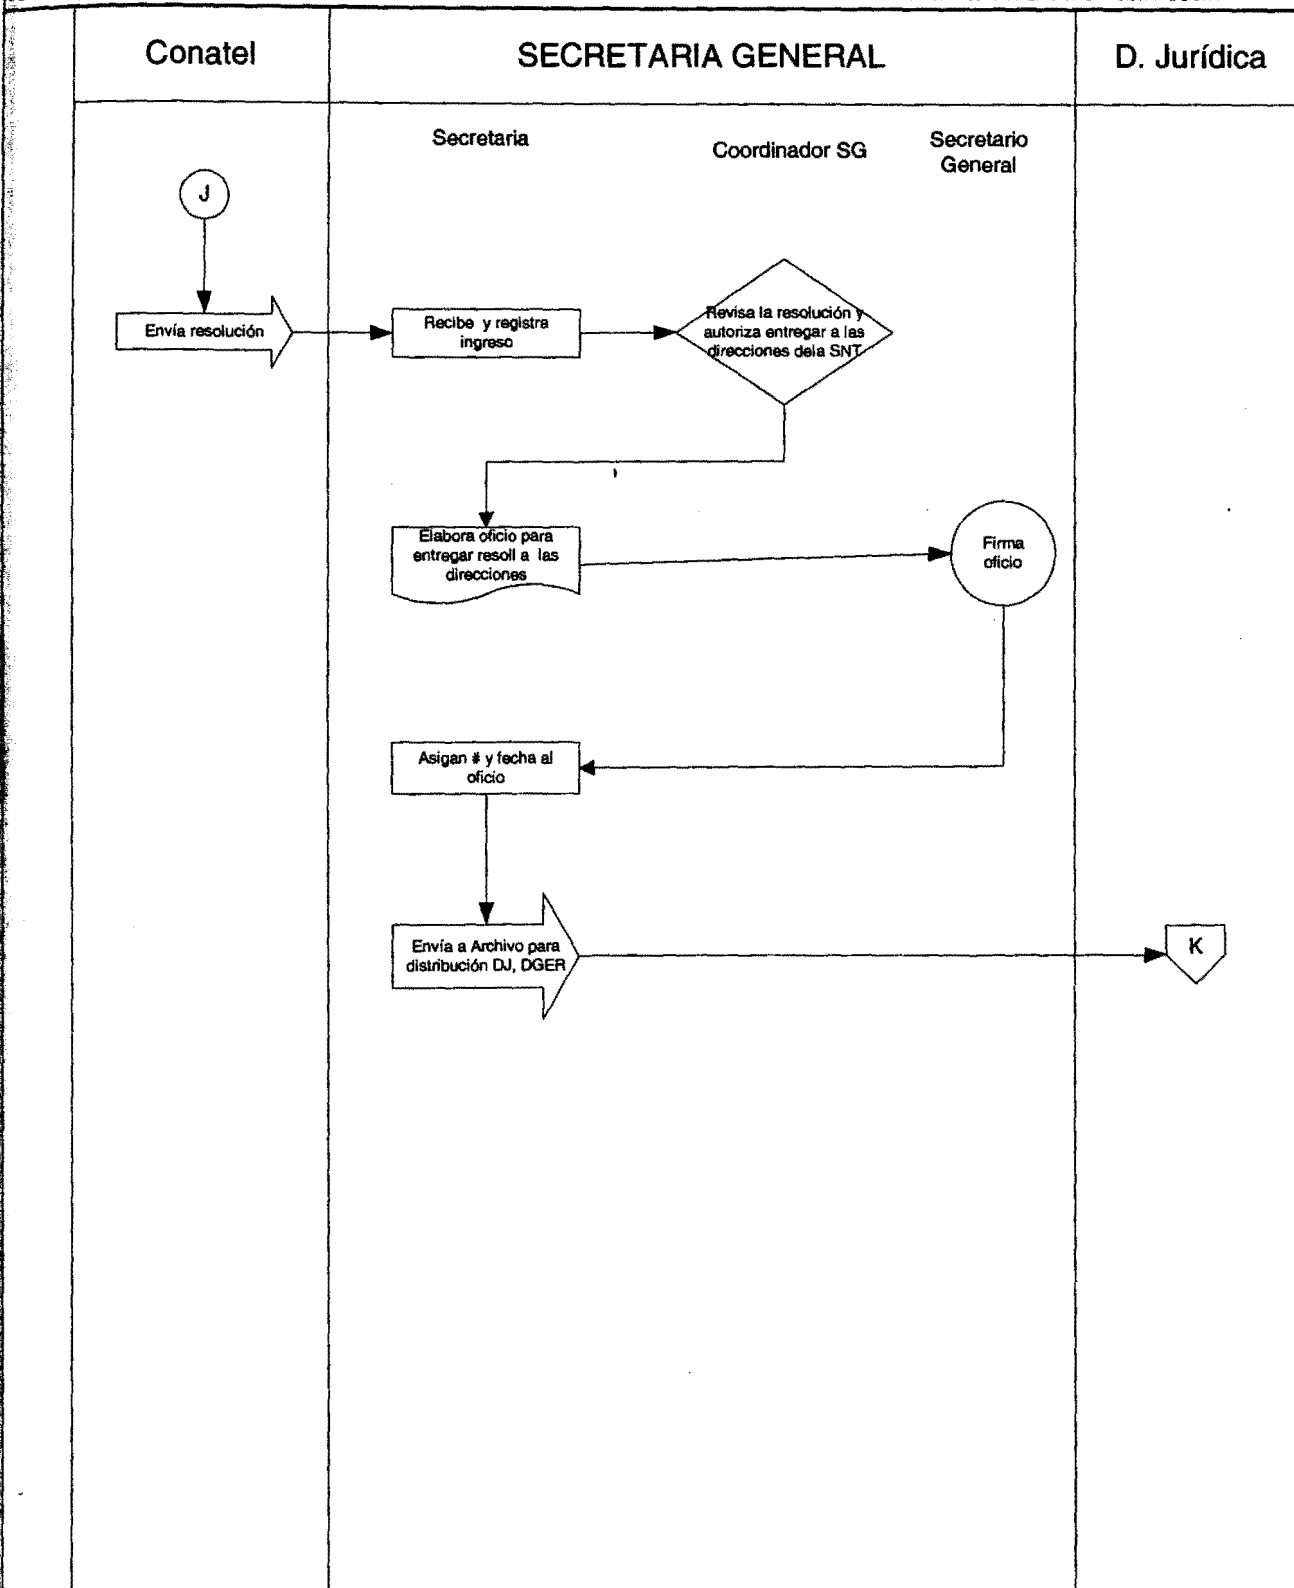 Conatel
SECRETARIA GENERAL
D. Jurídica
Secretaria
Coordinador SG
Secretario
General
J
Envía resolución
Recibe y registra
ingreso
Revisa la resolución y
autoriza entregar a las
direcciones dela SNT
Elabora oficio para
entregar resoll a las
direcciones
Firma
oficio
Asigan # y fecha al
oficio
Envía a Archivo para
distribución DJ, DGER
K